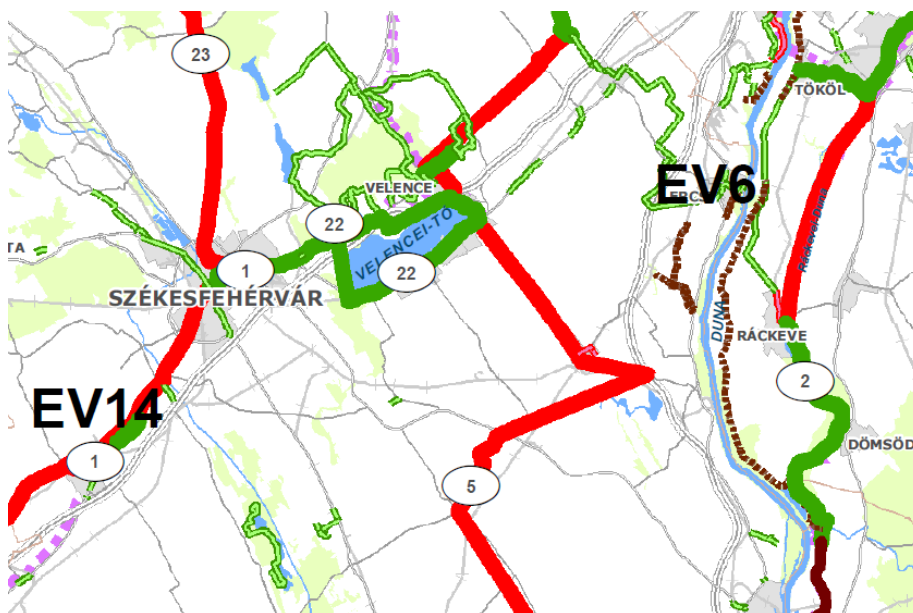 23
TÖKÖL
EV6
VELENCE
22
TA
VELENCEI-TÓ
Ráckevei-Duna
1
22
SZÉKESFEHÉRVÁR
DUNA
RÁCKEVE
2
EV14
DÖMSÖD
1
5